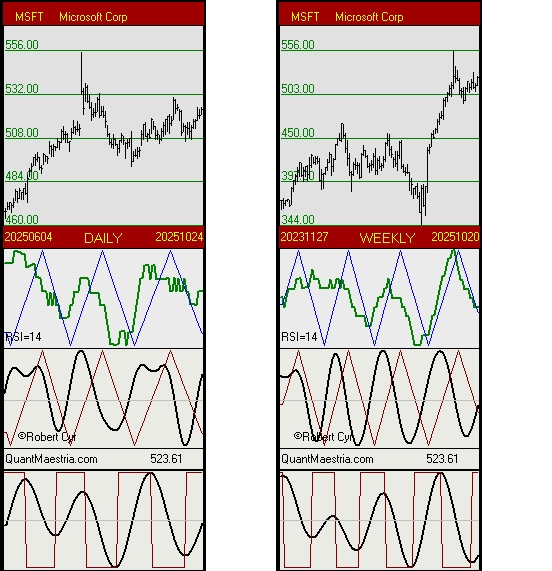 MSFT Microsoft Corp
556.00
532.00
508.00
484.00
460.00
20250604 DAILY 20251024
RSI=14
©Robert Cyr
QuantMaestria.com 523.61
MSFT Microsoft Corp
556.00
503.00
450.00
344.00
20231127 WEEKLY 20251020
RSI=14
©Robert Cyr
QuantMaestria.com 523.61